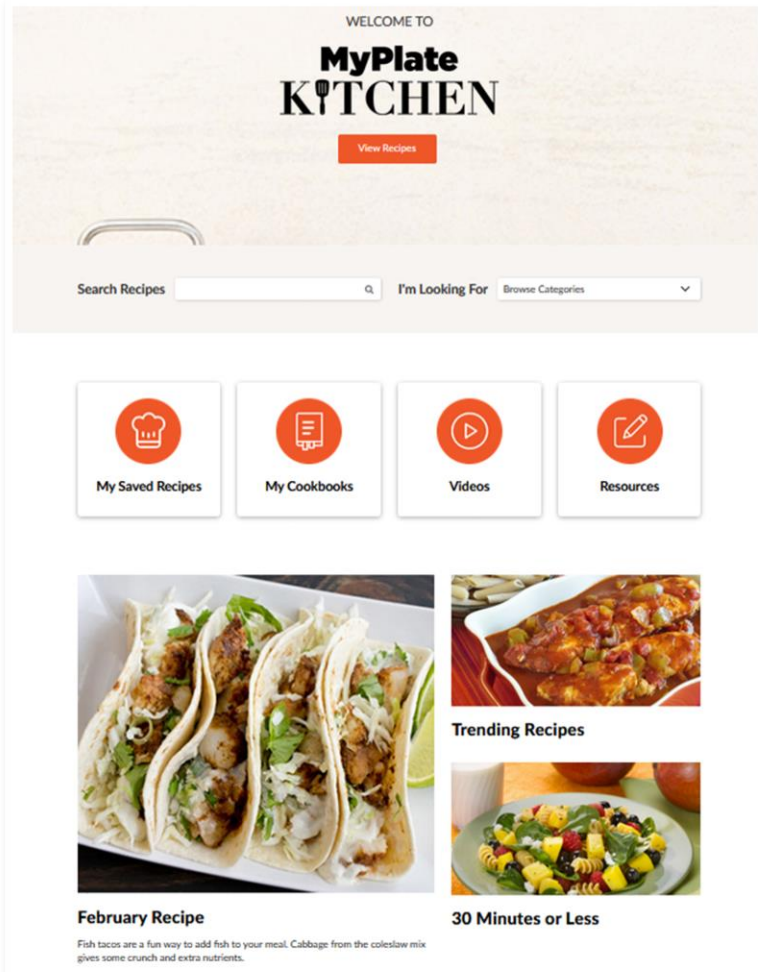 WELCOME TO
MyPlate
KITCHEN
View Recipes
Search Recipes
I'm Looking For
Browse Categories
My Saved Recipes
My Cookbooks
Videos
Resources
Trending Recipes
30 Minutes or Less
February Recipe
Fish tacos are a fun way to add fish to your meal. Cabbage from the coleslaw mix
gives some crunch and extra nutrients.